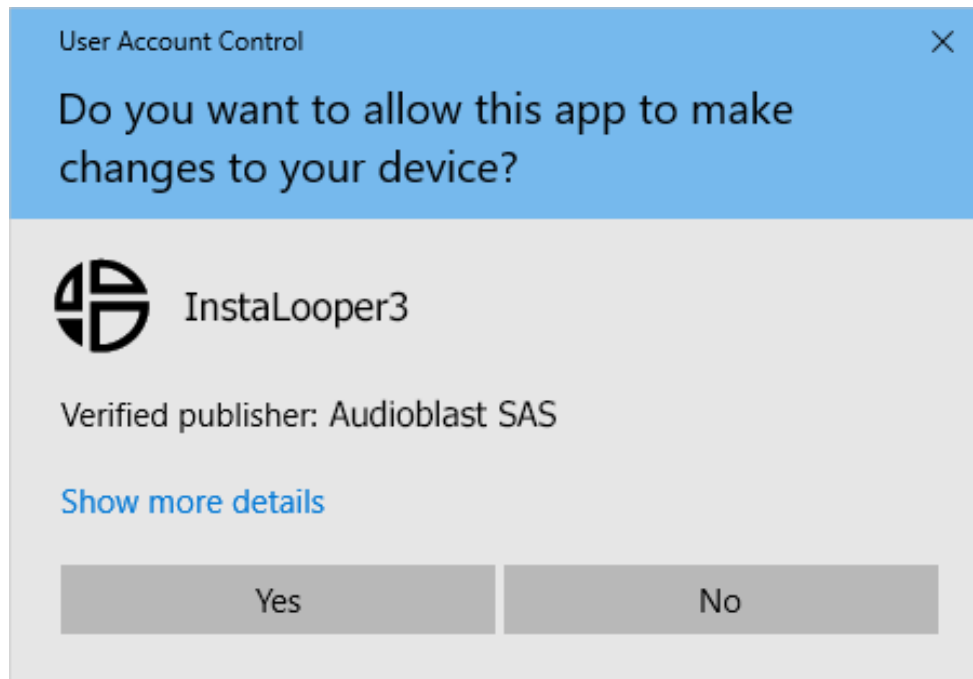 User Account Control
Do you want to allow this app to make
changes to your device?
InstaLooper3
Verified publisher: Audioblast SAS
Show more details
Yes
No